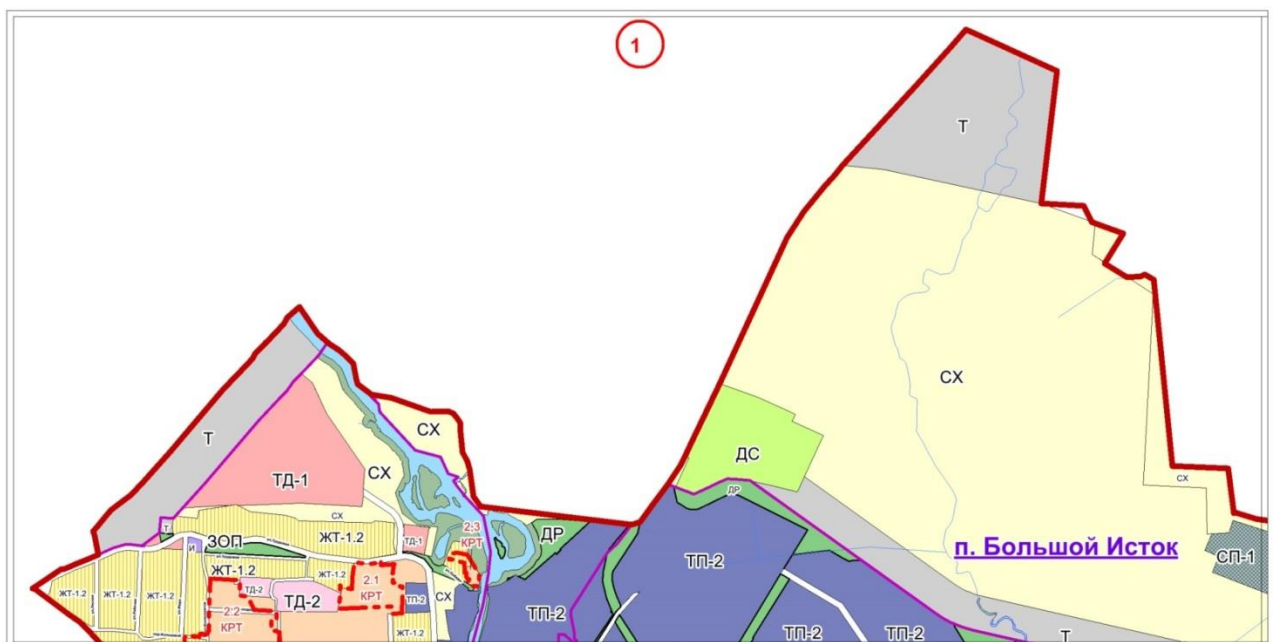 1
Т
СХ
СХ
Т
СХ
ДС
ТД-1
СХ
ДР
СХ
2.3
КРТ
Т
ЗОП
ЖТ-1.2
ТД-1
ДР
И
ТП-2
п. Большой Исток
СП-1
ЖТ-1.2
ЖТ-1.2
2.1
КРТ
ЖТ-1.2
ЖТ-1.2
ЖТ-1.2
ТД-2
ТД-2
ТП-2
СХ
2.2
КРТ
ТП-2
ЖТ-1.2
ТП-2
ТП-2
Т